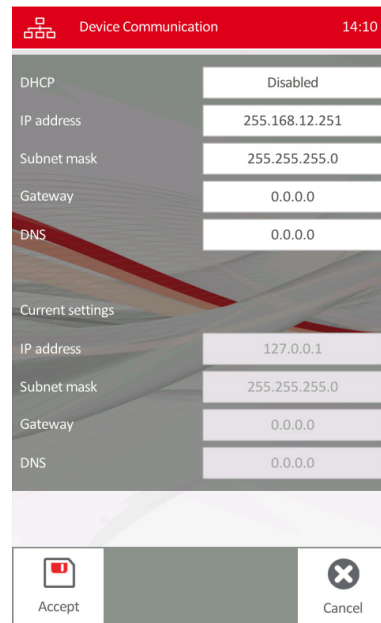 Device Communication 14:10
DHCP Disabled
IP address 255.168.12.251
Subnet mask 255.255.255.0
Gateway 0.0.0.0
DNS 0.0.0.0
Current settings
IP address 127.0.0.1
Subnet mask 255.255.255.0
Gateway 0.0.0.0
DNS 0.0.0.0
Accept Cancel